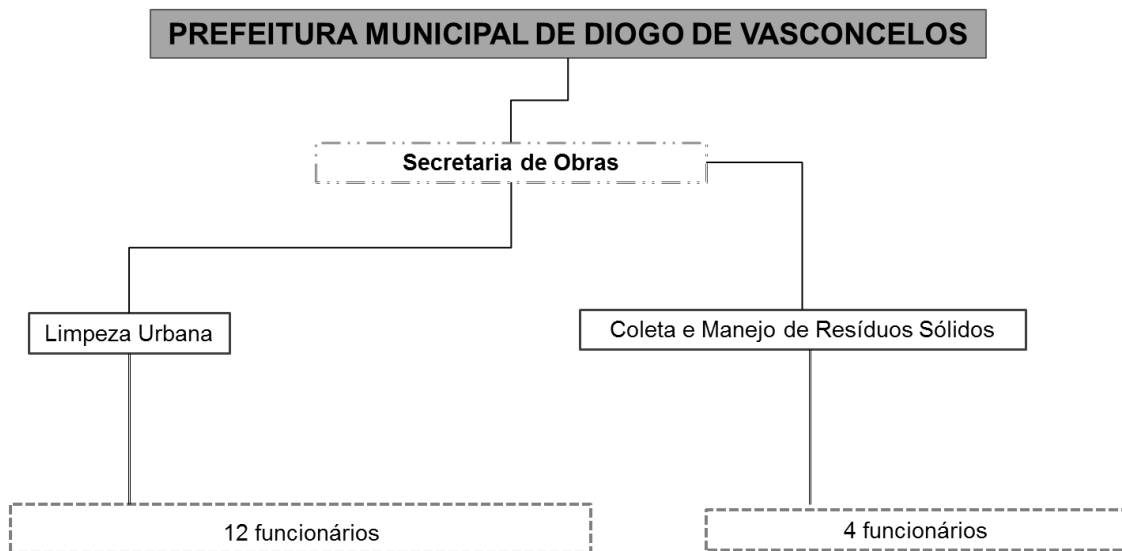 PREFEITURA MUNICIPAL DE DIOGO DE VASCONCELOS
Secretaria de Obras
Limpeza Urbana
Coleta e Manejo de Resíduos Sólidos
12 funcionários
4 funcionários